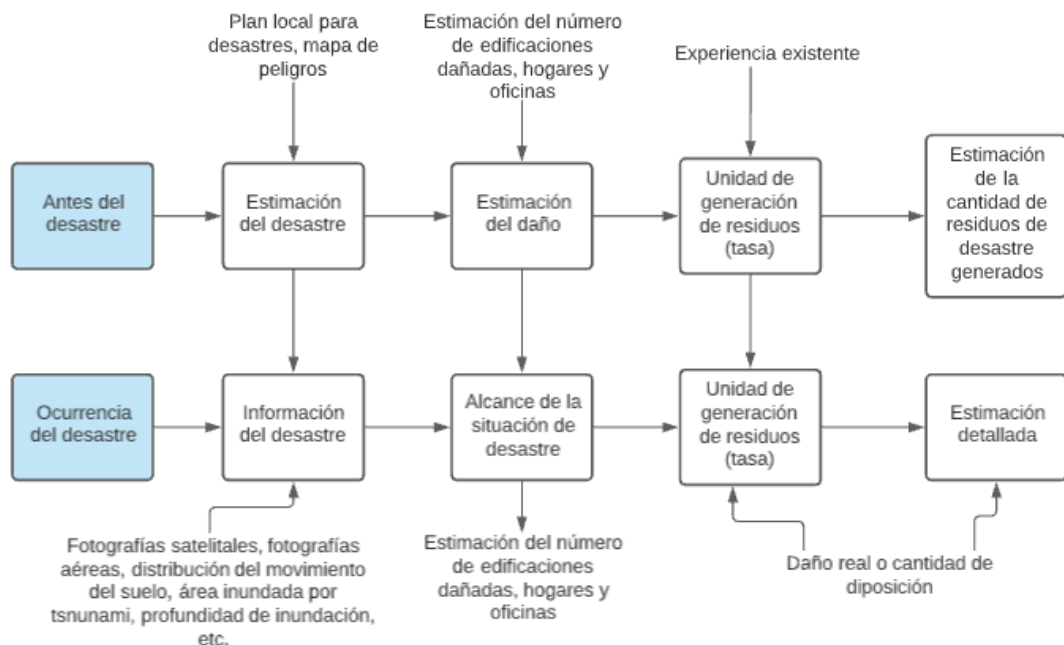 Plan local para
desastres, mapa de
peligros
Estimación del número
de edificaciones
dañadas, hogares y
oficinas
Experiencia existente
Antes del
desastre
Estimación
del desastre
Estimación
del daño
Unidad de
generación
de residuos
(tasa)
Estimación
de la
cantidad de
residuos de
desastre
generados
Ocurrencia
del desastre
Información
del desastre
Alcance de la
situación de
desastre
Unidad de
generación
de residuos
(tasa)
Estimación
detallada
Fotografías satelitales, fotografías
aéreas, distribución del movimiento
del suelo, área inundada por
tsnunami, profundidad de inundación,
etc.
Estimación del número
de edificaciones
dañadas, hogares y
oficinas
Daño real o cantidad de
diposición